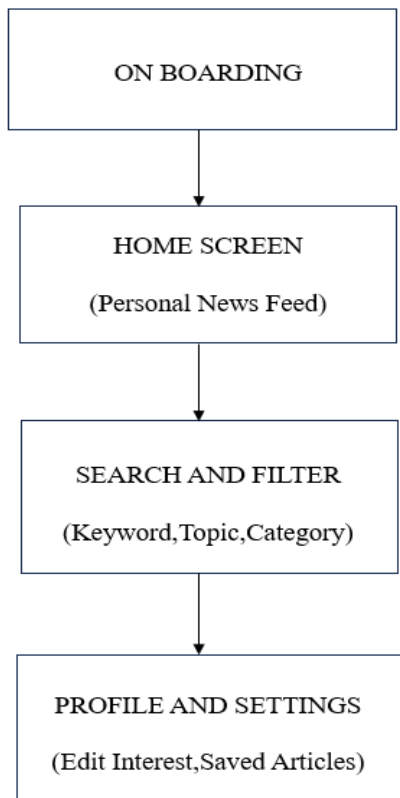 ON BOARDING
HOME SCREEN
(Personal News Feed)
SEARCH AND FILTER
(Keyword,Topic,Category)
PROFILE AND SETTINGS
(Edit Interest,Saved Articles)